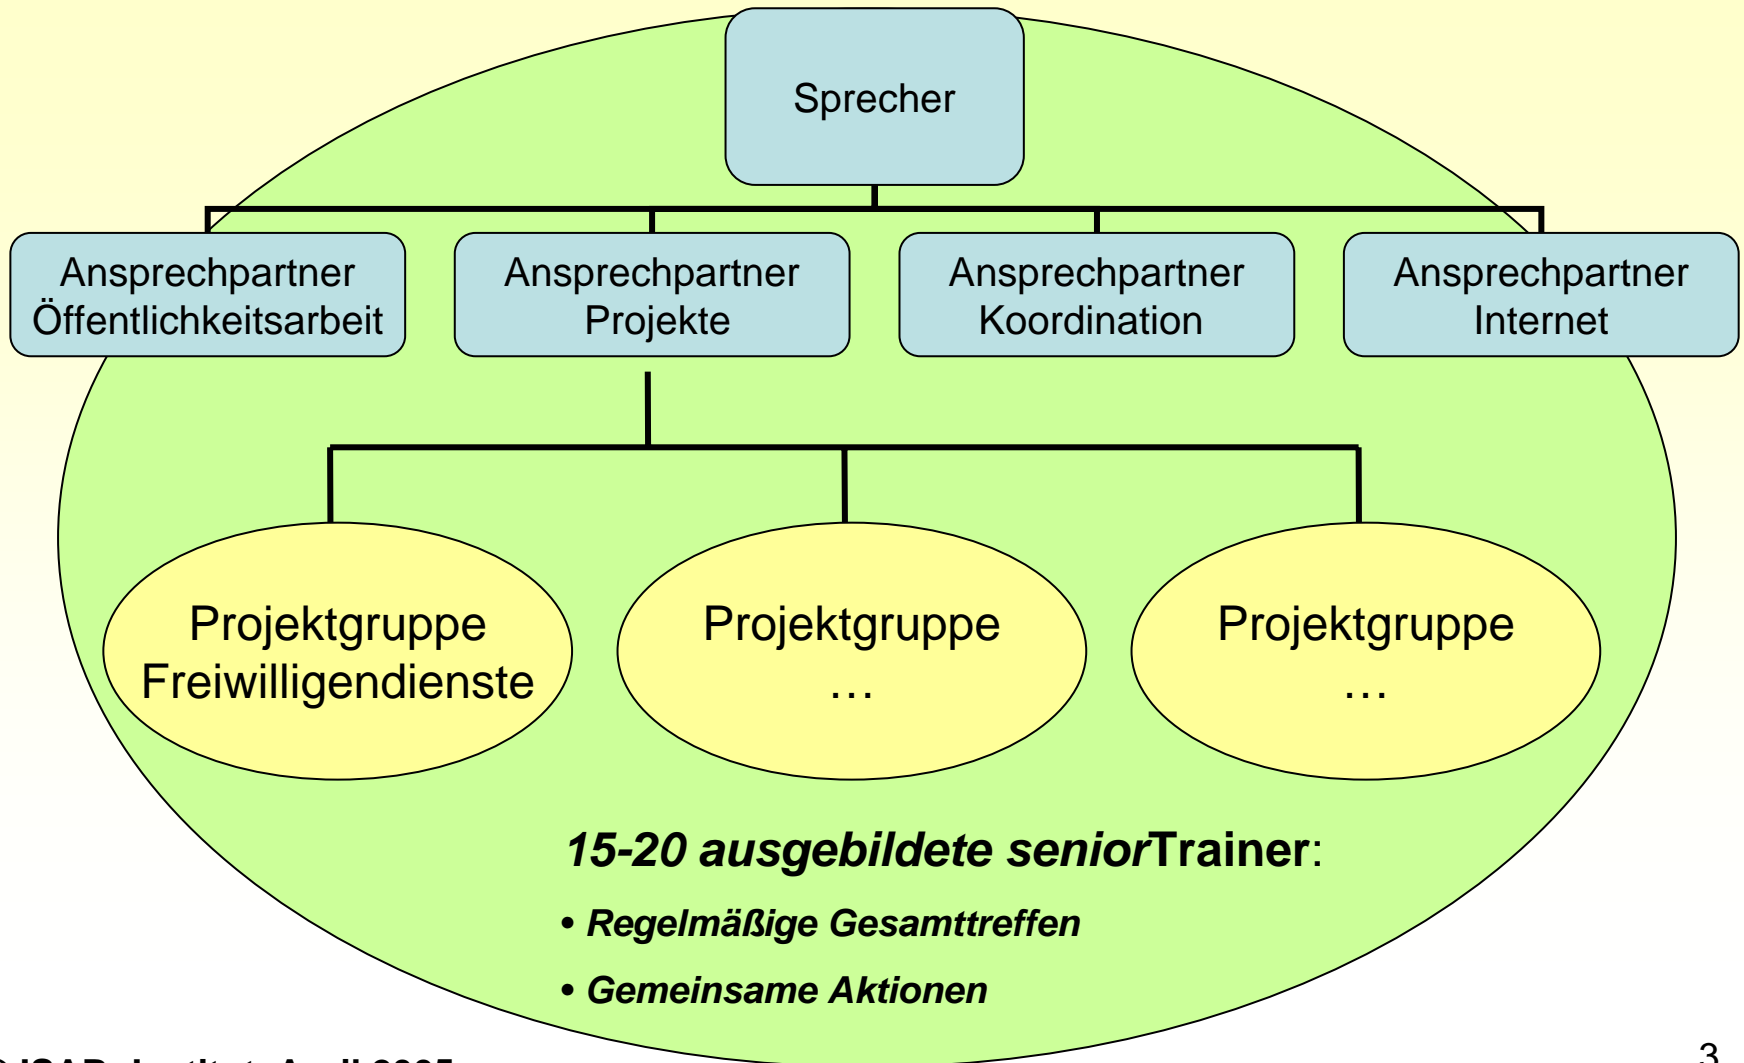 Sprecher
Ansprechpartner
Öffentlichkeitsarbeit
Ansprechpartner
Projekte
Ansprechpartner
Koordination
Ansprechpartner
Internet
Projektgruppe
Freiwilligendienste
Projektgruppe
…
Projektgruppe
…
15-20 ausgebildete seniorTrainer:
• Regelmäßige Gesamttreffen
• Gemeinsame Aktionen
3